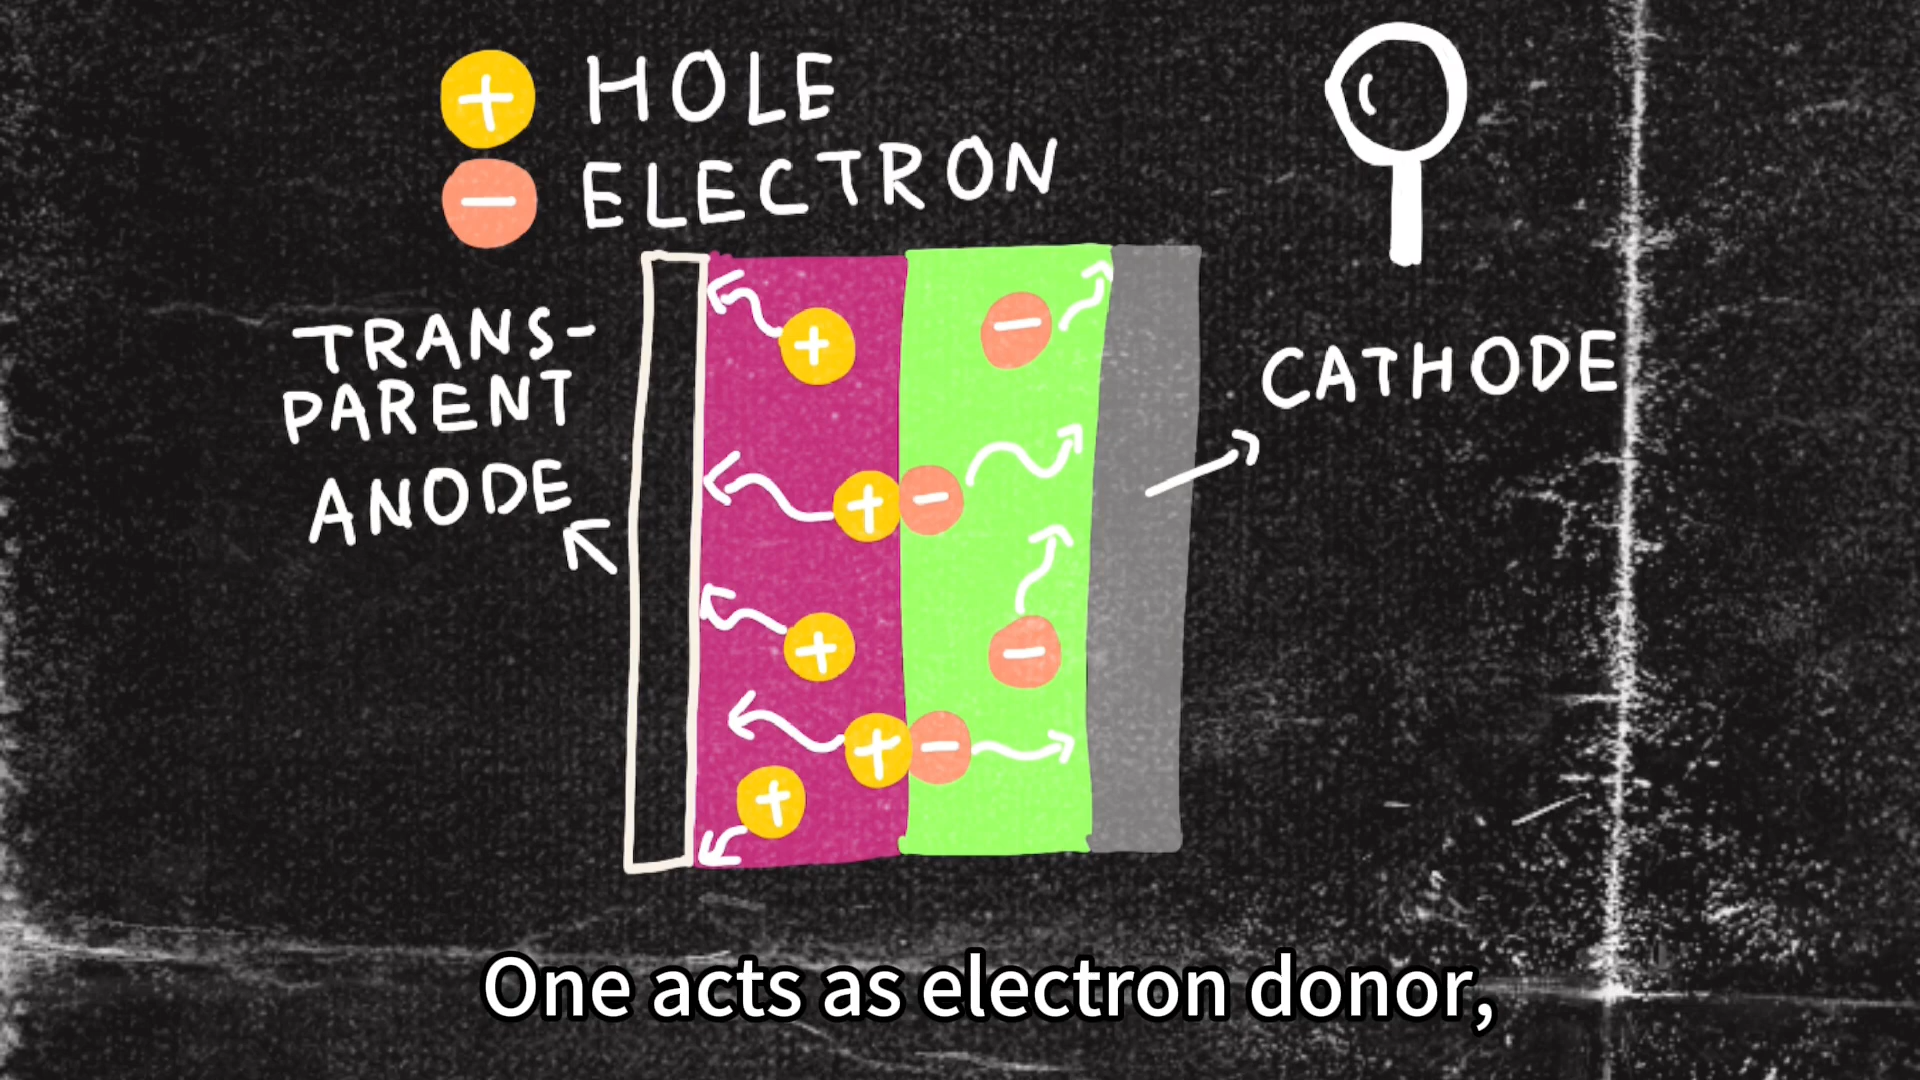 + HOLE
- ELECTRON
TRANS-
PARENT
ANODE
CATHODE
One acts as electron donor,